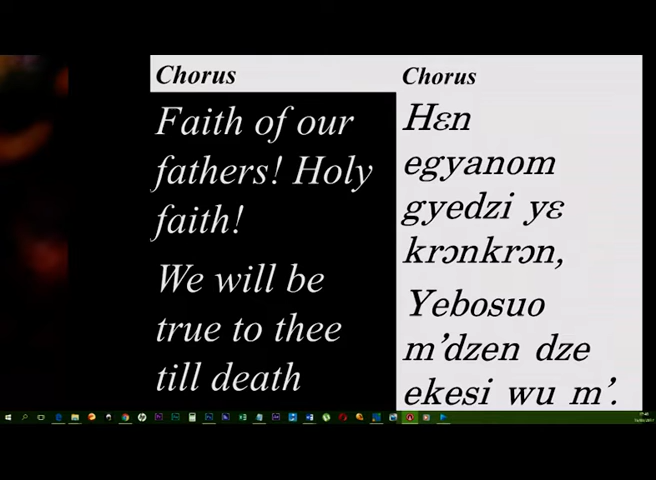 Chorus
Faith of our
fathers! Holy
faith!
We will be
true to thee
till death
Chorus
Hɛn
egyanom
gyedzi yɛ
krɔnkrɔn,
Yebosuo
m’dzen dze
ekesi wu m’.